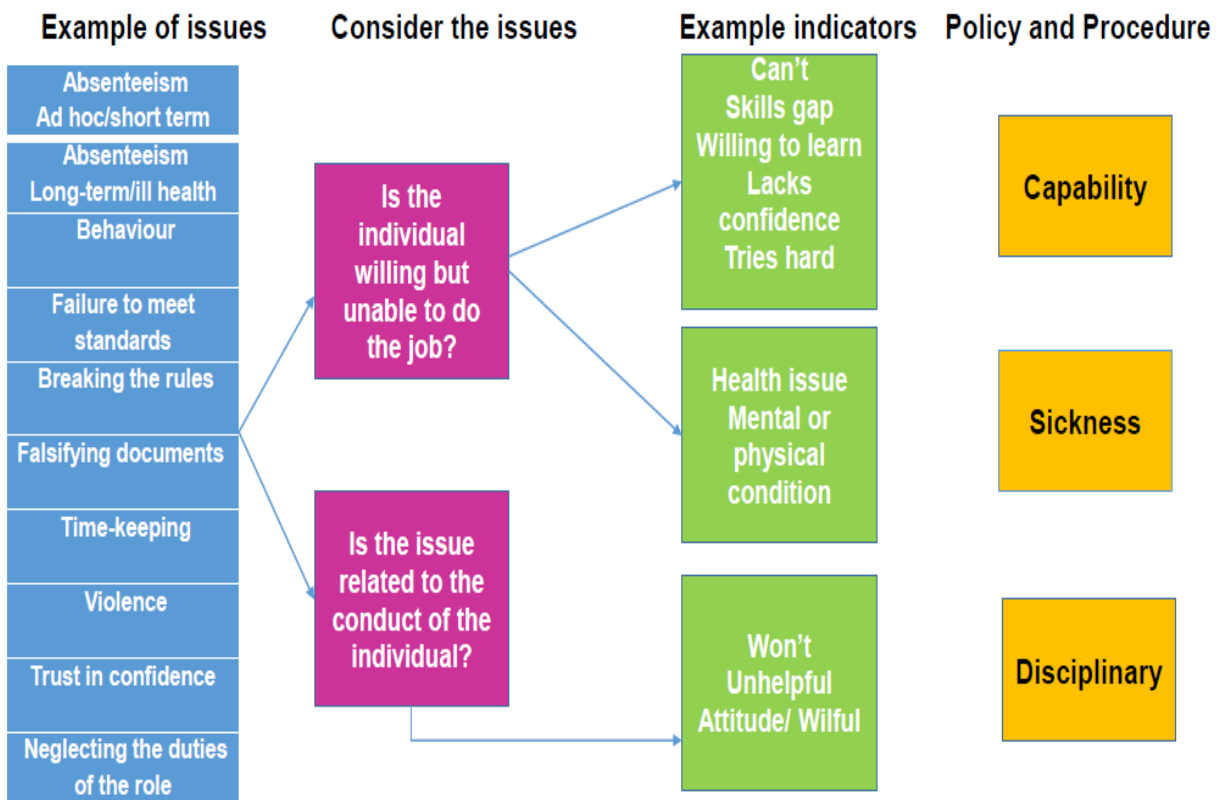 Example of issues
Consider the issues
Example indicators
Policy and Procedure
Absenteeism
Ad hoc/short term
Absenteeism
Long-term/ill health
Behaviour
Failure to meet
standards
Breaking the rules
Falsifying documents
Time-keeping
Violence
Trust in confidence
Neglecting the duties
of the role
Is the
individual
willing but
unable to do
the job?
Is the issue
related to the
conduct of the
individual?
Can’t
Skills gap
Willing to learn
Lacks
confidence
Tries hard
Health issue
Mental or
physical
condition
Won’t
Unhelpful
Attitude/ Wilful
Capability
Sickness
Disciplinary